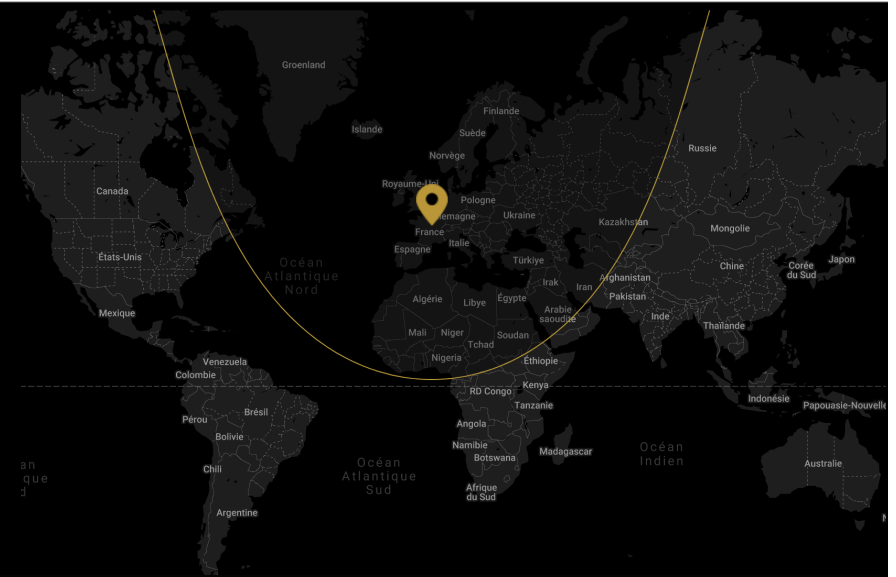 Groenland
Finlande
Islande
Suède
Russie
Norvège
Royaume-Uni
Canada
Pologne
Ukraine
Kazakhstan
Mongolie
France
Espagne
Italie
États-Unis
Océan
Atlantique
Nord
Türkiye
Chine
Corée
du Sud
Japon
Afghanistan
Irak
Iran
Pakistan
Algérie
Libye
Égypte
Arabie
saoudite
Inde
Mexique
Thaïlande
Mali
Niger
Soudan
Tchad
Nigeria
Éthiopie
Venezuela
Colombie
RD Congo
Kenya
Indonésie
Tanzanie
Papouasie-Nouvelle
Brésil
Pérou
Angola
Bolivie
Namibie
Botswana
Madagascar
Océan
Indien
Océan
Atlantique
Sud
Chili
Australie
Afrique
du Sud
Argentine